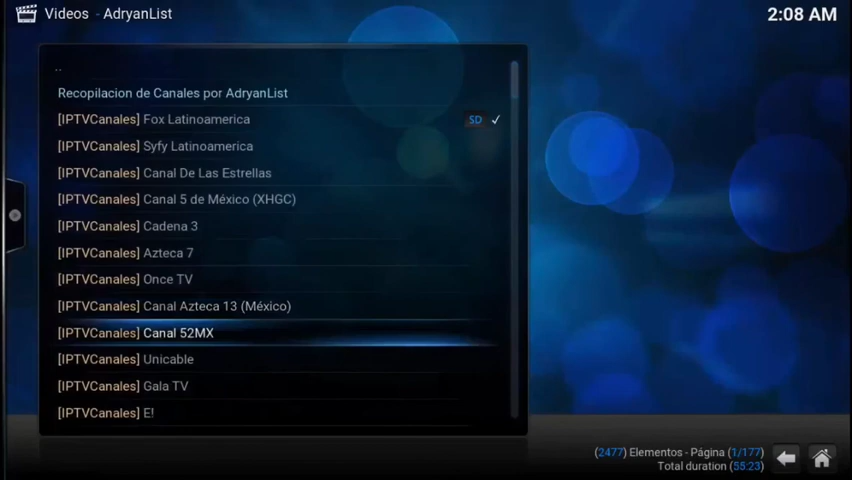 Videos - AdryanList
2:08 AM
..
Recopilacion de Canales por AdryanList
[IPTVCanales] Fox Latinoamerica SD ✓
[IPTVCanales] Syfy Latinoamerica
[IPTVCanales] Canal De Las Estrellas
[IPTVCanales] Canal 5 de México (XHGC)
[IPTVCanales] Cadena 3
[IPTVCanales] Azteca 7
[IPTVCanales] Once TV
[IPTVCanales] Canal Azteca 13 (México)
[IPTVCanales] Canal 52MX
[IPTVCanales] Unicable
[IPTVCanales] Gala TV
[IPTVCanales] E!
(2477) Elementos - Página (1/177)
Total duration (55:23)